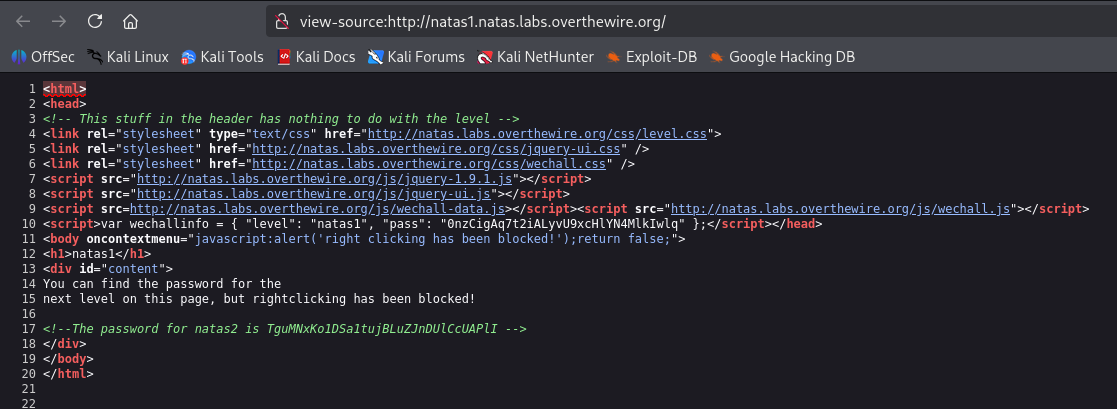 view-source:http://natas1.natas.labs.overthewire.org/
OffSec Kali Linux Kali Tools Kali Docs Kali Forums Kali NetHunter Exploit-DB Google Hacking DB
1 <html>
2 <head>
3 <!-- This stuff in the header has nothing to do with the level -->
4 <link rel="stylesheet" type="text/css" href="http://natas.labs.overthewire.org/css/level.css">
5 <link rel="stylesheet" href="http://natas.labs.overthewire.org/css/jquery-ui.css" />
6 <link rel="stylesheet" href="http://natas.labs.overthewire.org/css/wechall.css" />
7 <script src="http://natas.labs.overthewire.org/js/jquery-1.9.1.js"></script>
8 <script src="http://natas.labs.overthewire.org/js/jquery-ui.js"></script>
9 <script src=http://natas.labs.overthewire.org/js/wechall-data.js></script><script src="http://natas.labs.overthewire.org/js/wechall.js"></script>
10 <script>var wechallinfo = { "level": "natas1", "pass": "0nzCigAq7t2iALyvU9xcHlYN4MlkIwlq" };</script></head>
11 <body oncontextmenu="javascript:alert('right clicking has been blocked!');return false;">
12 <h1>natas1</h1>
13 <div id="content">
14 You can find the password for the
15 next level on this page, but rightclicking has been blocked!
16
17 <!--The password for natas2 is TguMNxKo1DSa1tujBLuZJnDUlCcUAPlI -->
18 </div>
19 </body>
20 </html>
21
22